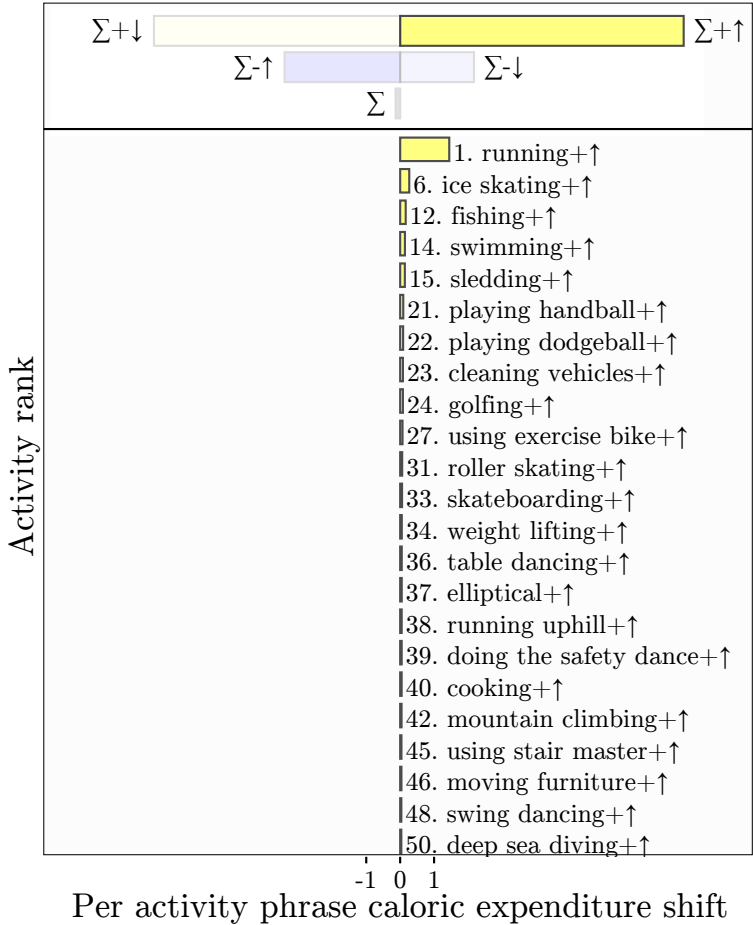 ∑+↓ ∑+↑
∑-↑ ∑-↓
∑
1. running+↑
6. ice skating+↑
12. fishing+↑
14. swimming+↑
15. sledding+↑
21. playing handball+↑
22. playing dodgeball+↑
23. cleaning vehicles+↑
24. golfing+↑
27. using exercise bike+↑
31. roller skating+↑
33. skateboarding+↑
34. weight lifting+↑
36. table dancing+↑
37. elliptical+↑
38. running uphill+↑
39. doing the safety dance+↑
40. cooking+↑
42. mountain climbing+↑
45. using stair master+↑
46. moving furniture+↑
48. swing dancing+↑
50. deep sea diving+↑
Activity rank
-1 0 1
Per activity phrase caloric expenditure shift